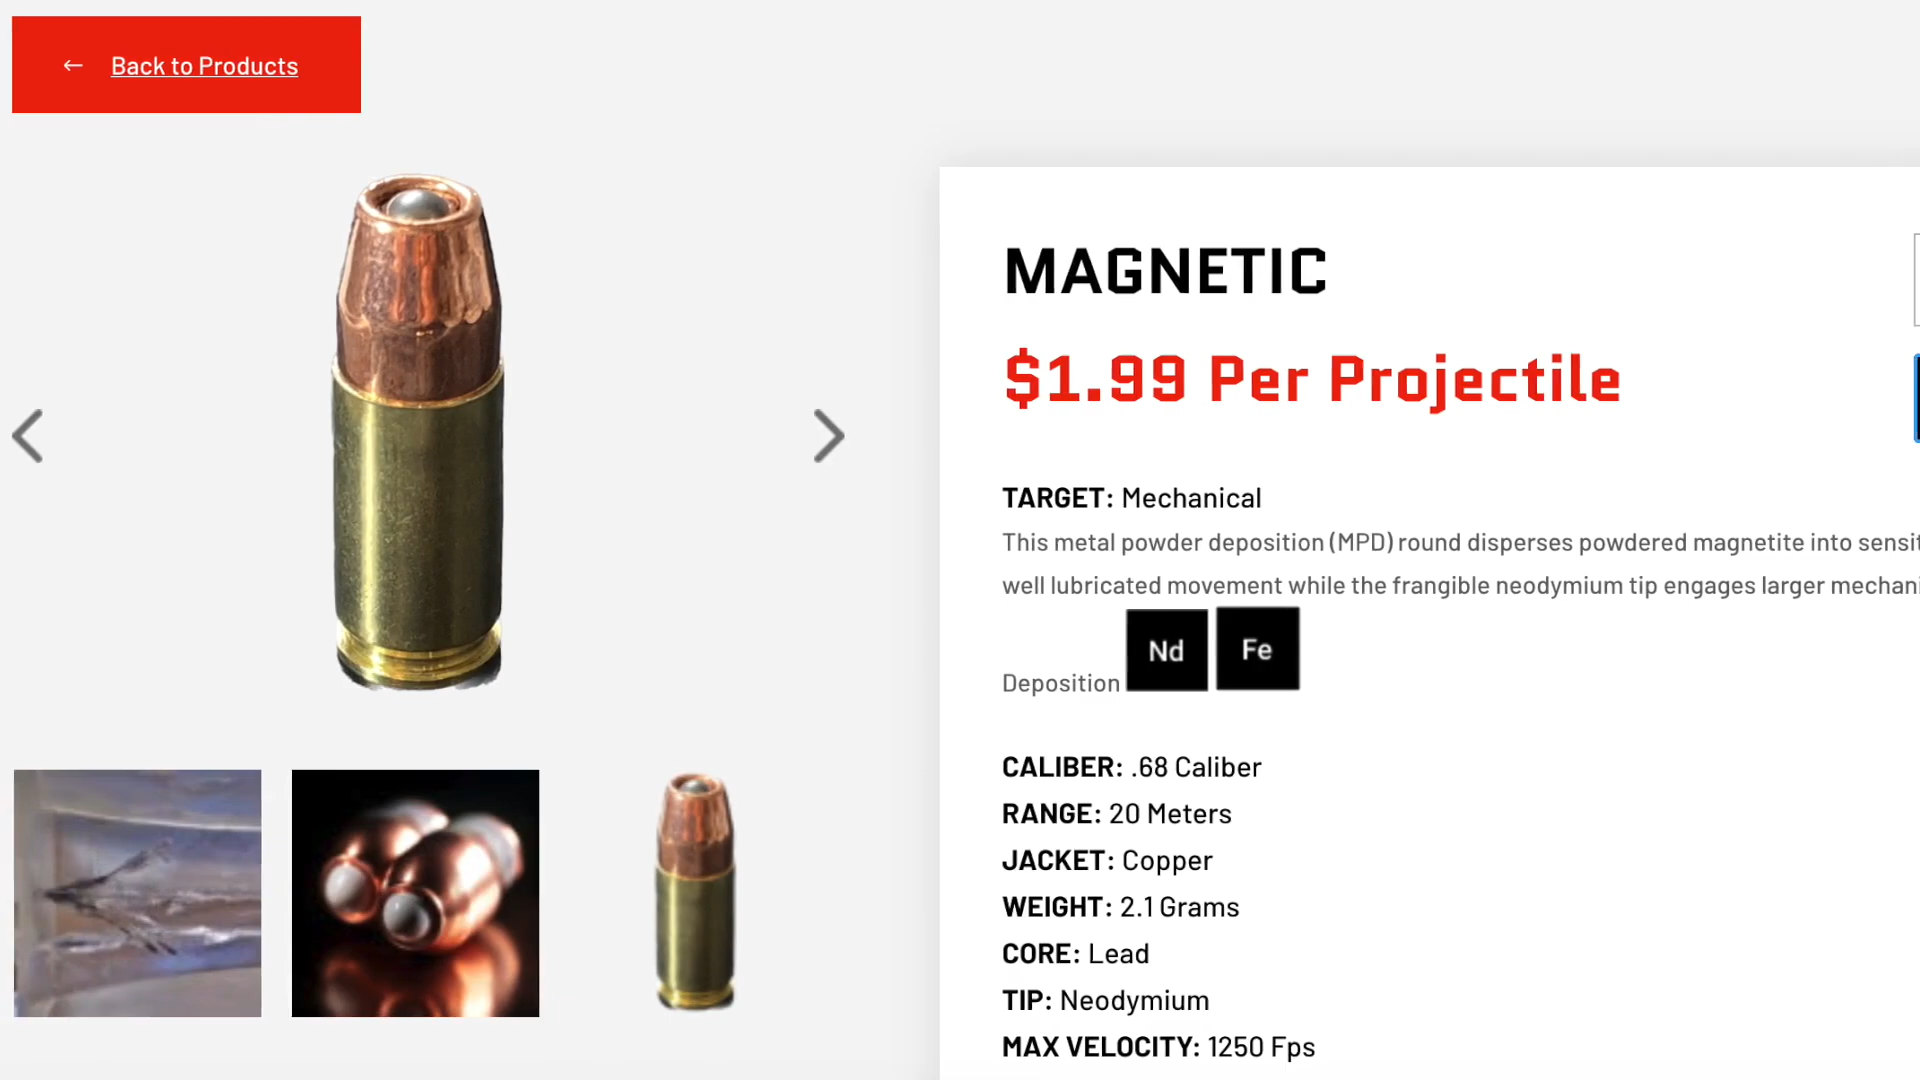 ← Back to Products
MAGNETIC
$1.99 Per Projectile
TARGET: Mechanical
This metal powder deposition (MPD) round disperses powdered magnetite into
well lubricated movement while the frangible neodymium tip engages larger
Nd
Fe
Deposition
CALIBER: .68 Caliber
RANGE: 20 Meters
JACKET: Copper
WEIGHT: 2.1 Grams
CORE: Lead
TIP: Neodymium
MAX VELOCITY: 1250 Fps